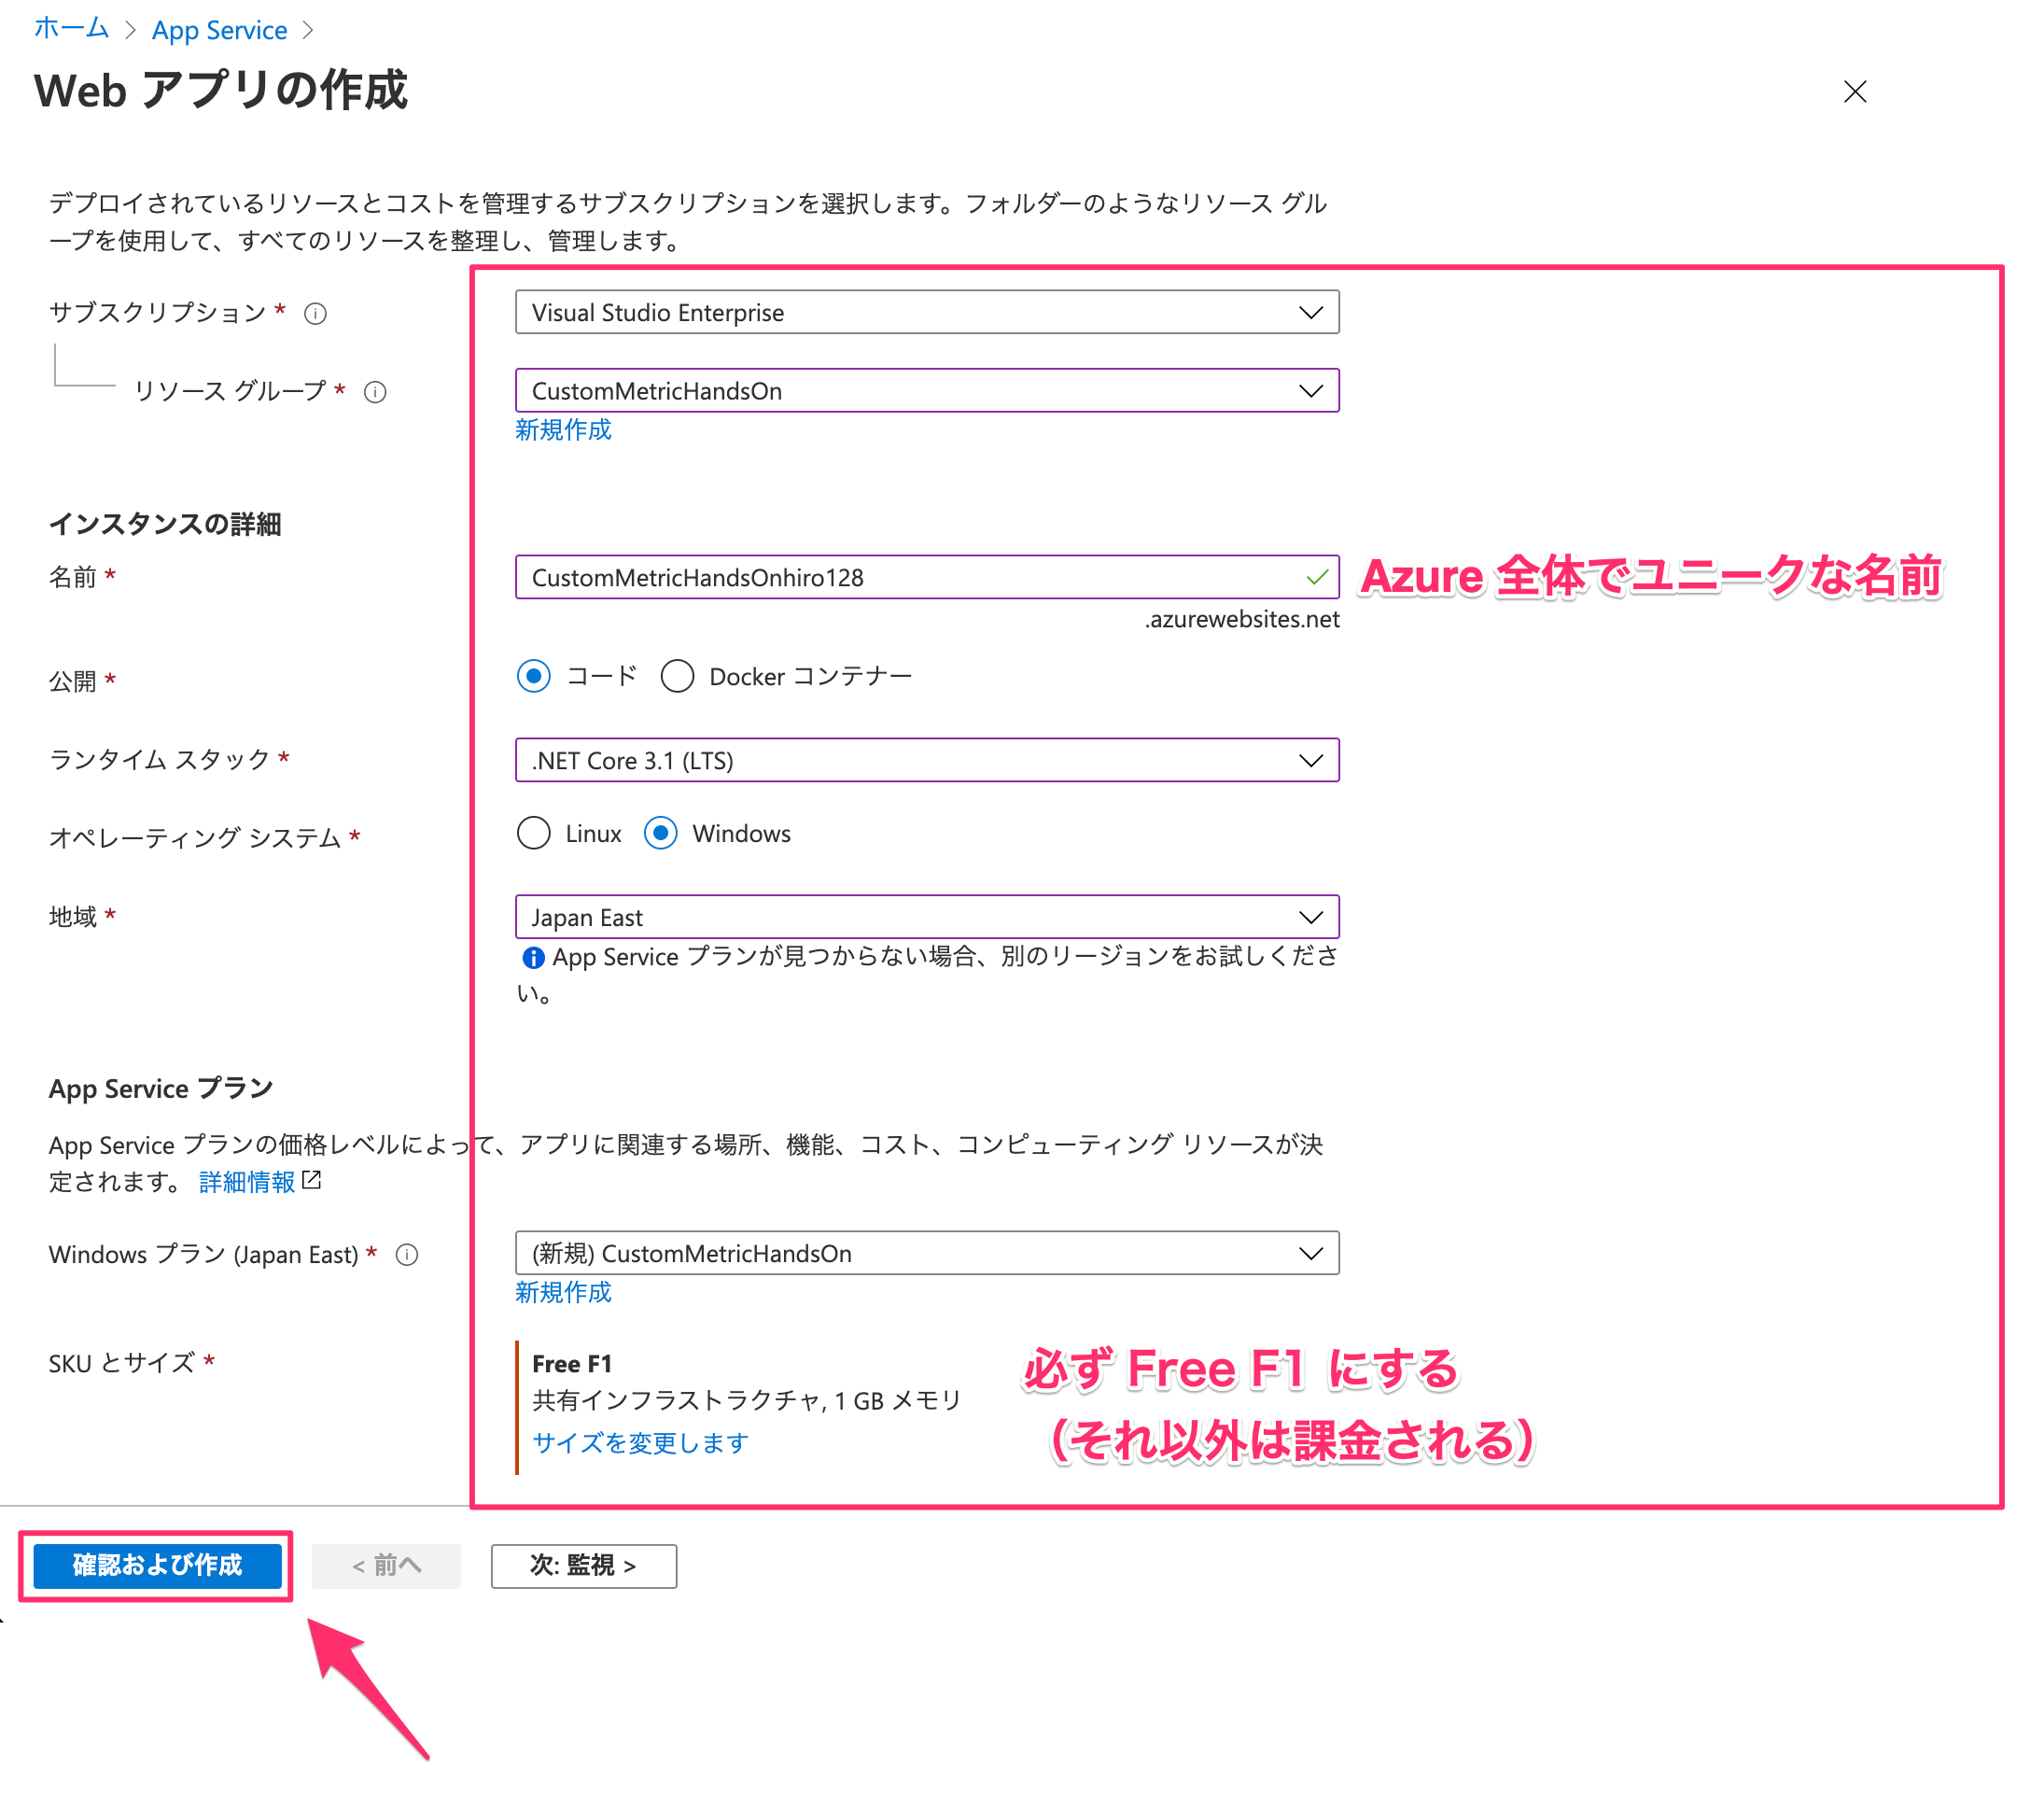 ホーム > App Service >
Web アプリの作成
デプロイされているリソースとコストを管理するサブスクリプションを選択します。フォルダーのようなリソース グル
ープを使用して、すべてのリソースを整理し、管理します。
サブスクリプション *
Visual Studio Enterprise
リソース グループ *
CustomMetricHandsOn
新規作成
インスタンスの詳細
名前 *
CustomMetricHandsOnhiro128
Azure 全体でユニークな名前
.azurewebsites.net
公開 *
コード
Docker コンテナー
ランタイム スタック *
.NET Core 3.1 (LTS)
オペレーティング システム *
Linux
Windows
地域 *
Japan East
App Service プランが見つからない場合、別のリージョンをお試しくださ
い。
App Service プラン
App Service プランの価格レベルによって、アプリに関連する場所、機能、コスト、コンピューティング リソースが決
定されます。 詳細情報
Windows プラン (Japan East) *
(新規) CustomMetricHandsOn
新規作成
SKU とサイズ *
Free F1
共有インフラストラクチャ, 1 GB メモリ
サイズを変更します
必ず Free F1 にする
（それ以外は課金される）
確認および作成
< 前へ
次: 監視 >